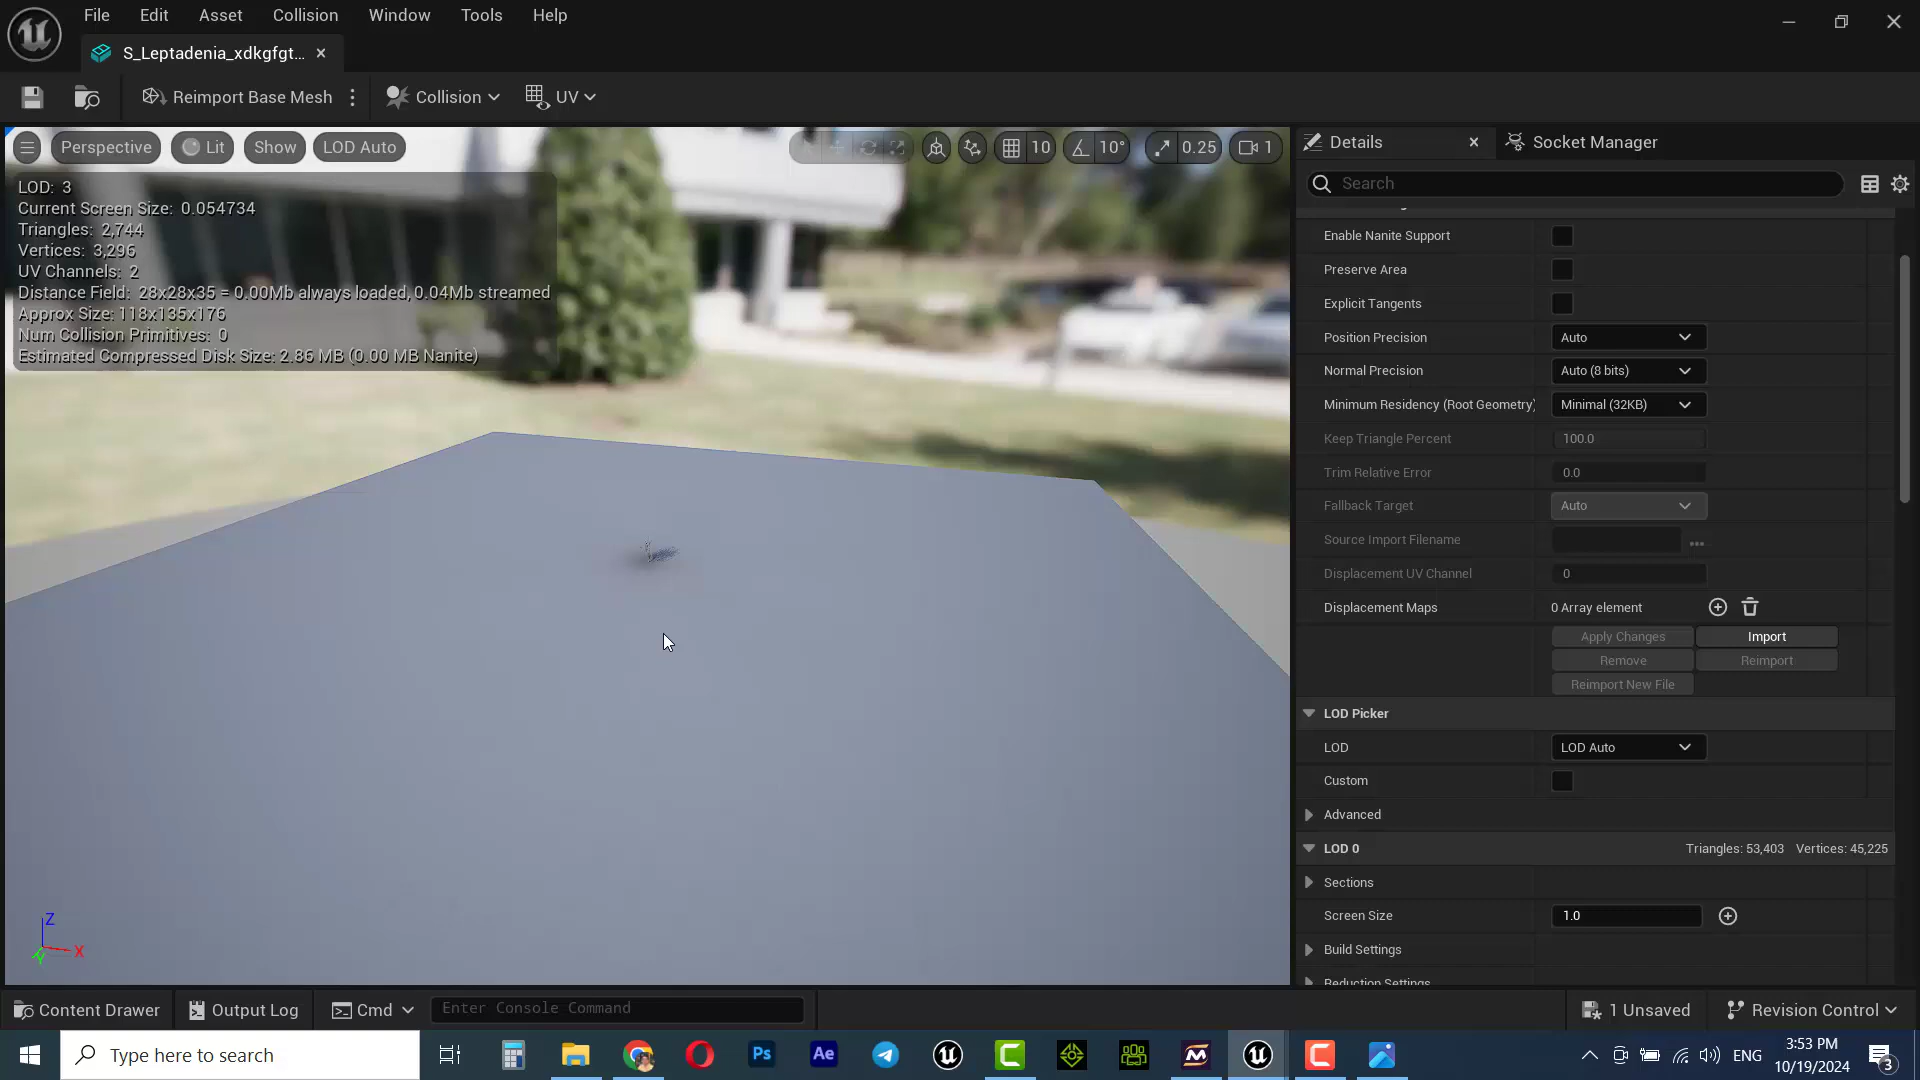 File Edit Asset Collision Window Tools Help
S_Leptadenia_xdkgfgt...
Reimport Base Mesh Collision UV
Perspective Lit Show LOD Auto 10 10° 0.25 1
LOD: 3
Current Screen Size: 0.054734
Triangles: 2,744
Vertices: 3,296
UV Channels: 2
Distance Field: 28x28x35 = 0.00Mb always loaded, 0.04Mb streamed
Approx Size: 118x135x176
Num Collision Primitives: 0
Estimated Compressed Disk Size: 2.86 MB (0.00 MB Nanite)
Z
X
Y
Details Socket Manager
Search
Enable Nanite Support
Preserve Area
Explicit Tangents
Position Precision Auto
Normal Precision Auto (8 bits)
Minimum Residency (Root Geometry) Minimal (32KB)
Keep Triangle Percent 100.0
Trim Relative Error 0.0
Fallback Target Auto
Source Import Filename
Displacement UV Channel 0
Displacement Maps 0 Array element
Apply Changes Import
Remove Reimport
Reimport New File
LOD Picker
LOD LOD Auto
Custom
Advanced
LOD 0 Triangles: 53,403 Vertices: 45,225
Sections
Screen Size 1.0
Build Settings
Reduction Settings
Content Drawer Output Log Cmd Enter Console Command 1 Unsaved Revision Control
Type here to search Ps Ae ENG 3:53 PM
10/19/2024 3